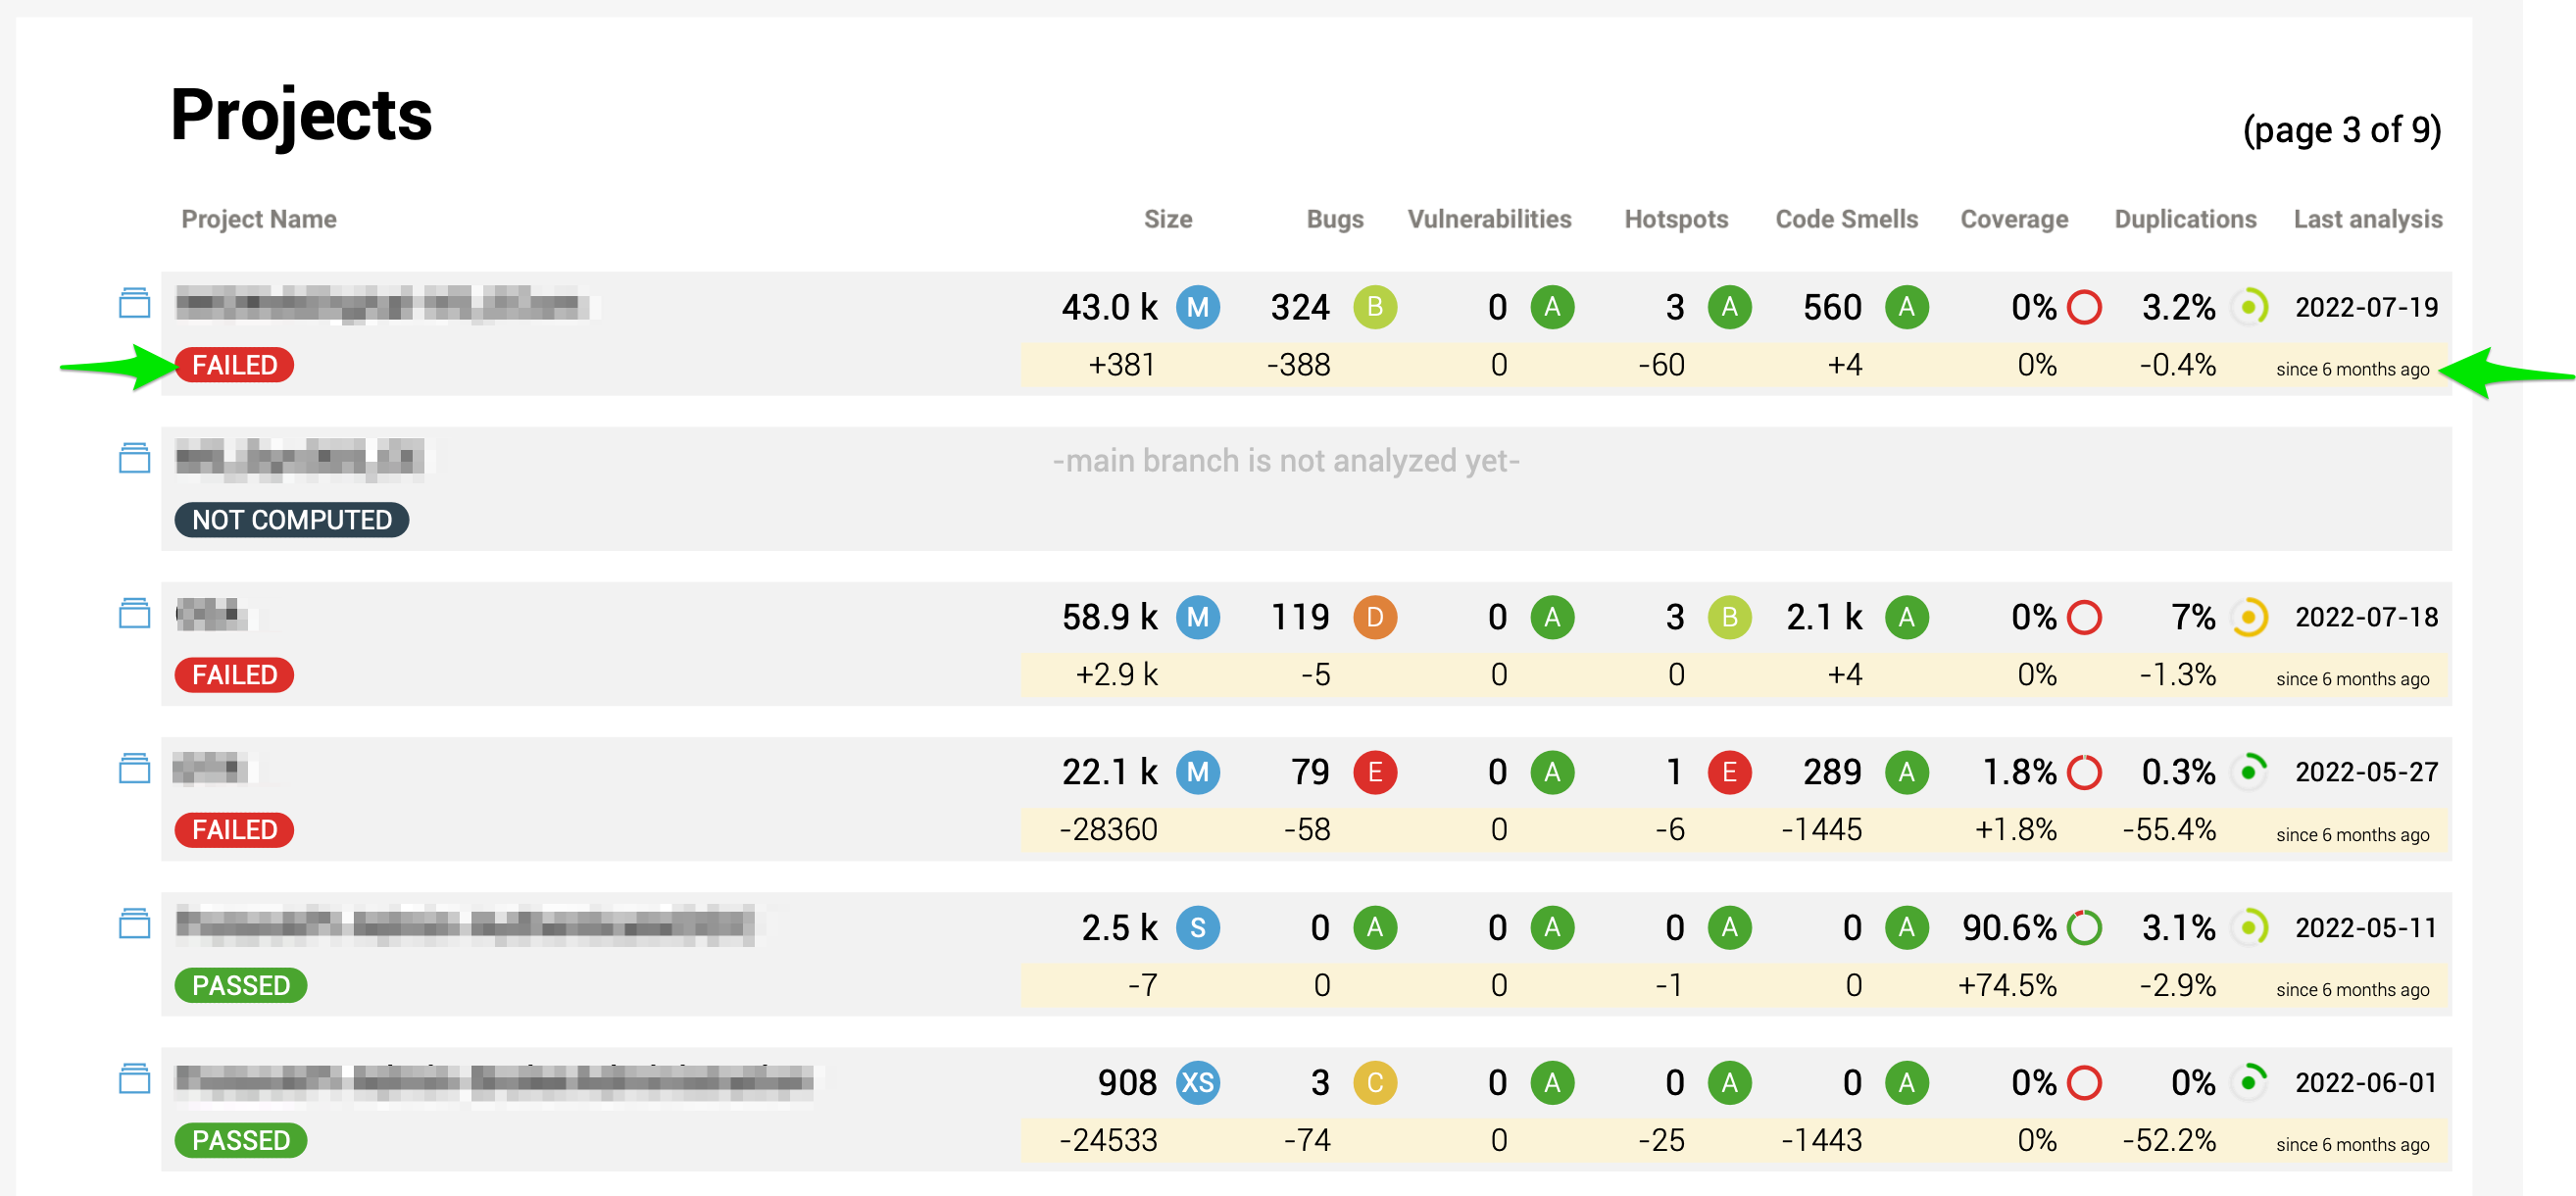 Projects
(page 3 of 9)
Project Name Size Bugs Vulnerabilities Hotspots Code Smells Coverage Duplications Last analysis
43.0 k M 324 B 0 A 3 A 560 A 0% 3.2% 2022-07-19
FAILED +381 -388 0 -60 +4 0% -0.4% since 6 months ago
-main branch is not analyzed yet-
NOT COMPUTED
58.9 k M 119 D 0 A 3 B 2.1 k A 0% 7% 2022-07-18
FAILED +2.9 k -5 0 0 +4 0% -1.3% since 6 months ago
22.1 k M 79 E 0 A 1 E 289 A 1.8% 0.3% 2022-05-27
FAILED -28360 -58 0 -6 -1445 +1.8% -55.4% since 6 months ago
2.5 k S 0 A 0 A 0 A 0 A 90.6% 3.1% 2022-05-11
PASSED -7 0 0 -1 0 +74.5% -2.9% since 6 months ago
908 XS 3 C 0 A 0 A 0 A 0% 0% 2022-06-01
PASSED -24533 -74 0 -25 -1443 0% -52.2% since 6 months ago